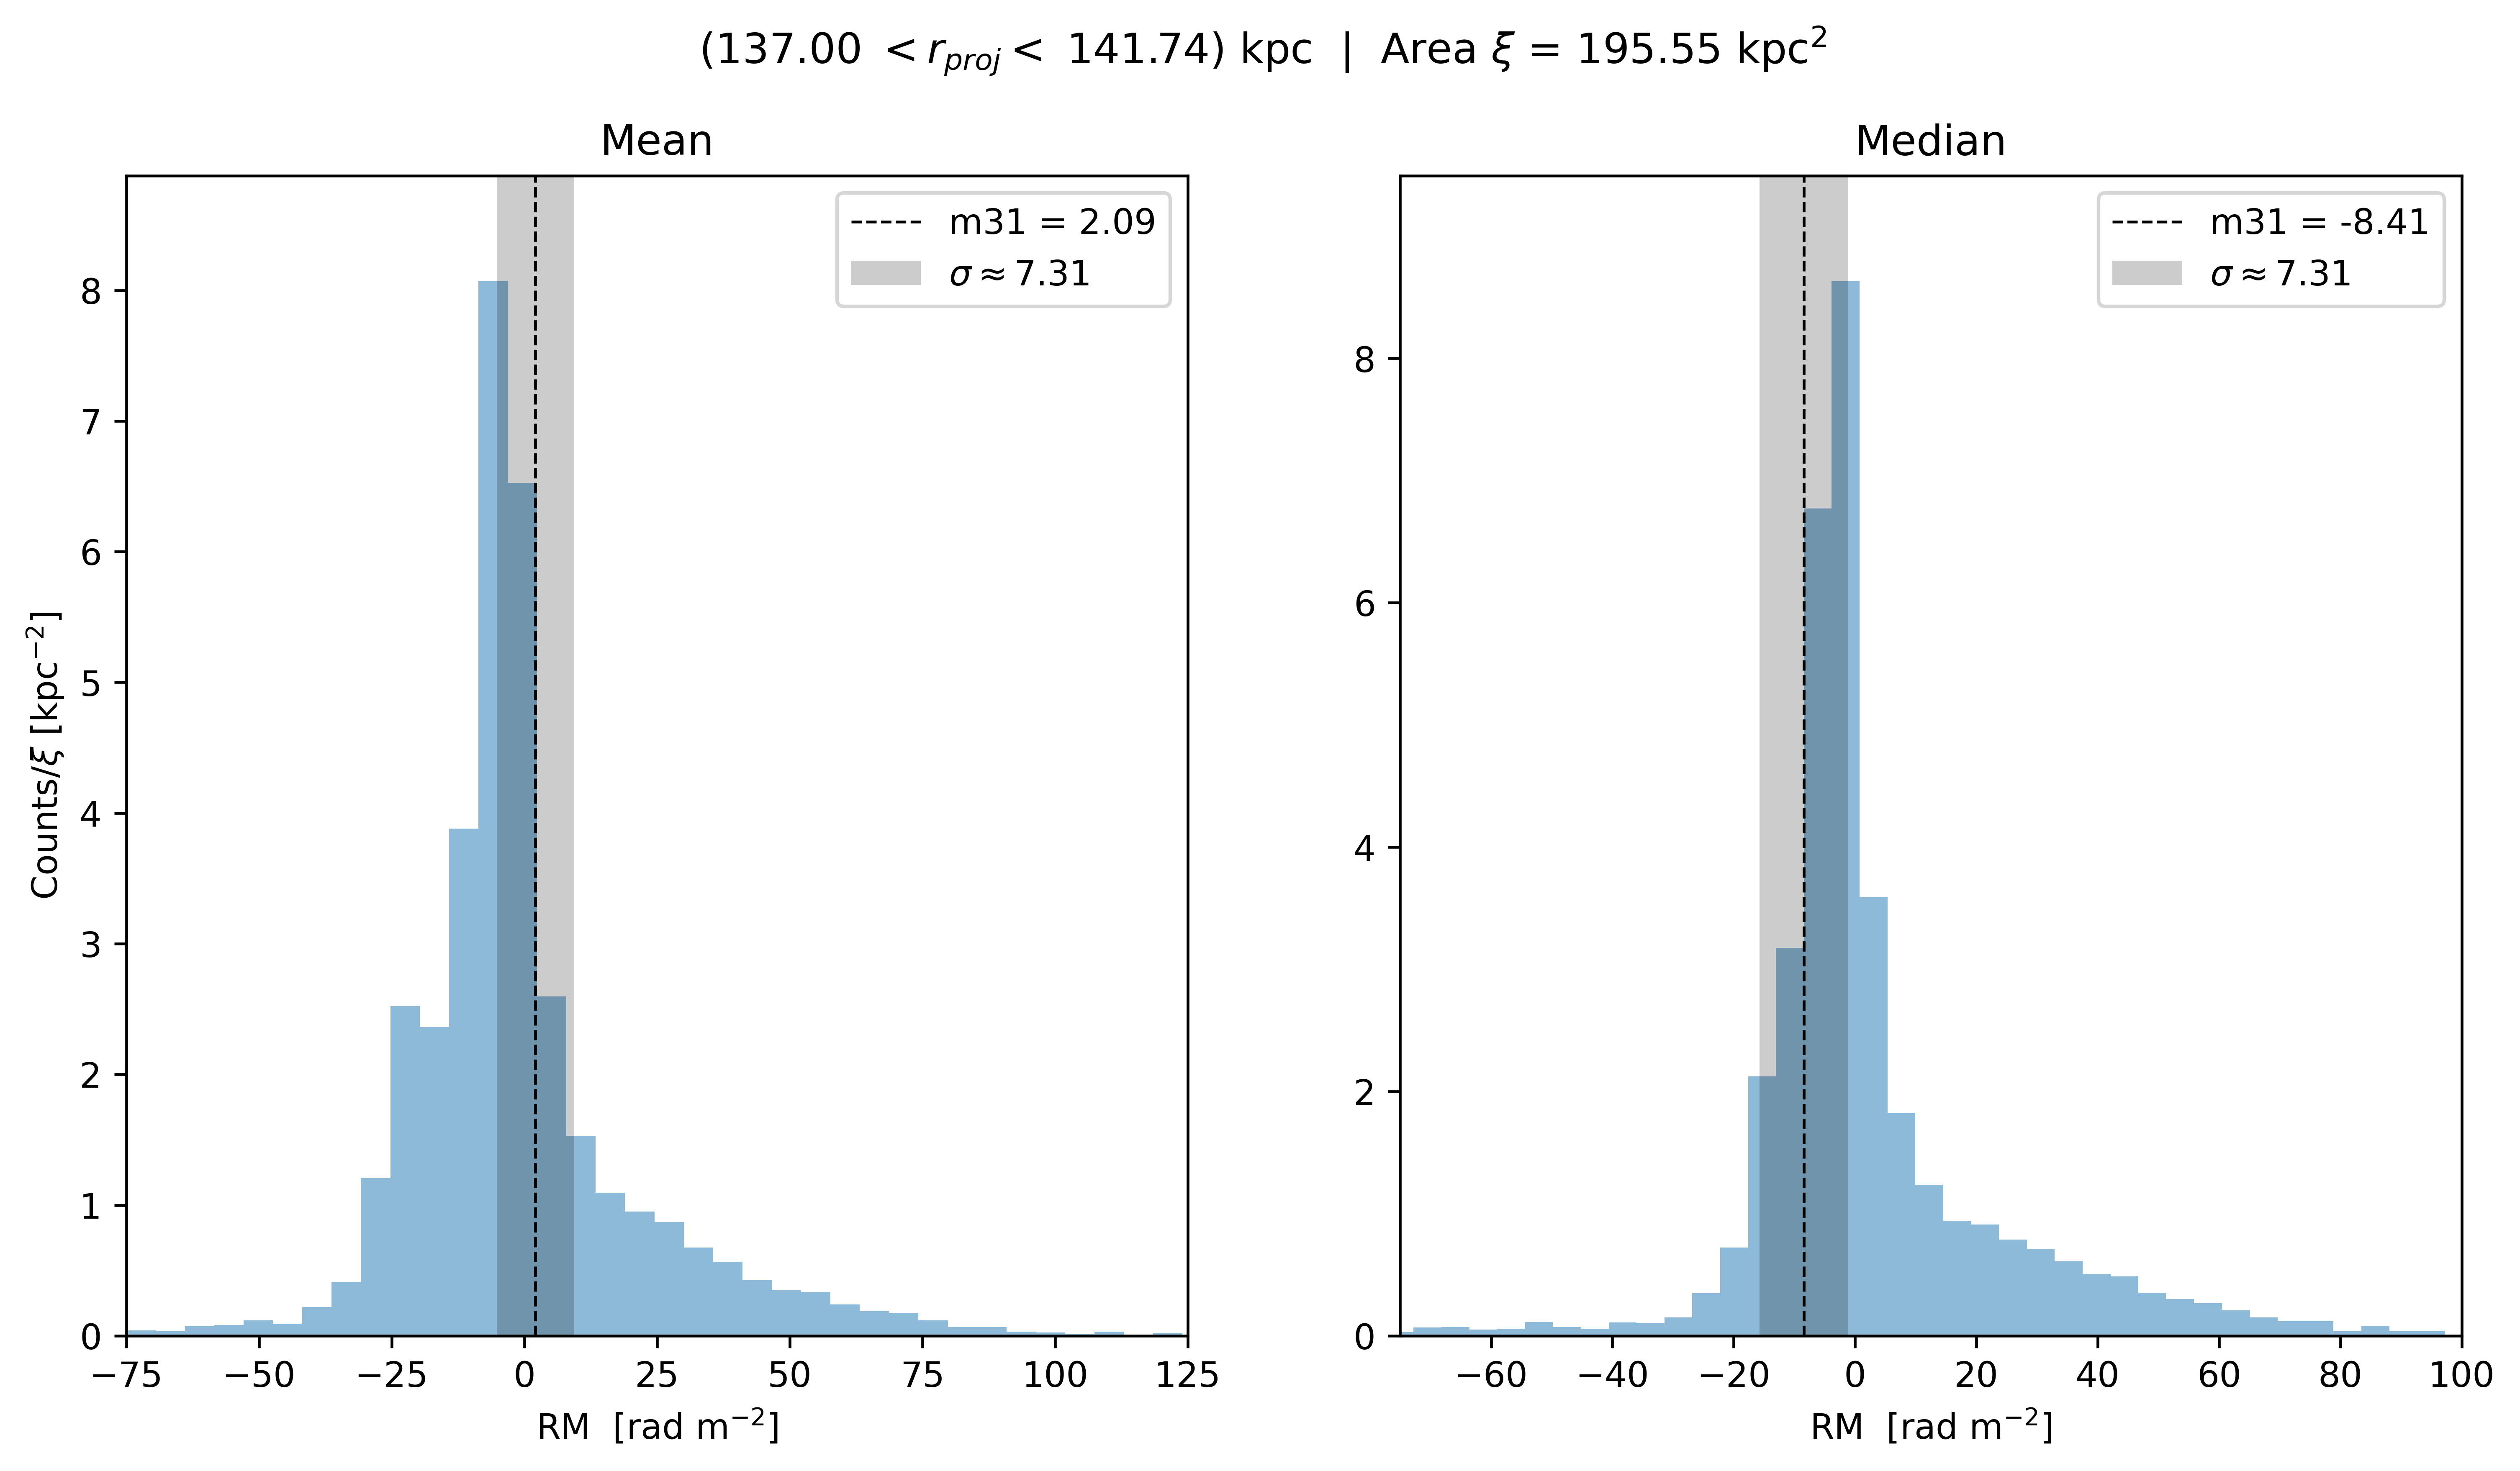 (137.00 < r_proj < 141.74) kpc | Area ξ = 195.55 kpc²
Mean
m31 = 2.09
σ ≈ 7.31
Counts/ξ [kpc⁻²]
8
7
6
5
4
3
2
1
0
−75 −50 −25 0 25 50 75 100 125
RM [rad m⁻²]
Median
m31 = -8.41
σ ≈ 7.31
8
6
4
2
0
−60 −40 −20 0 20 40 60 80 100
RM [rad m⁻²]